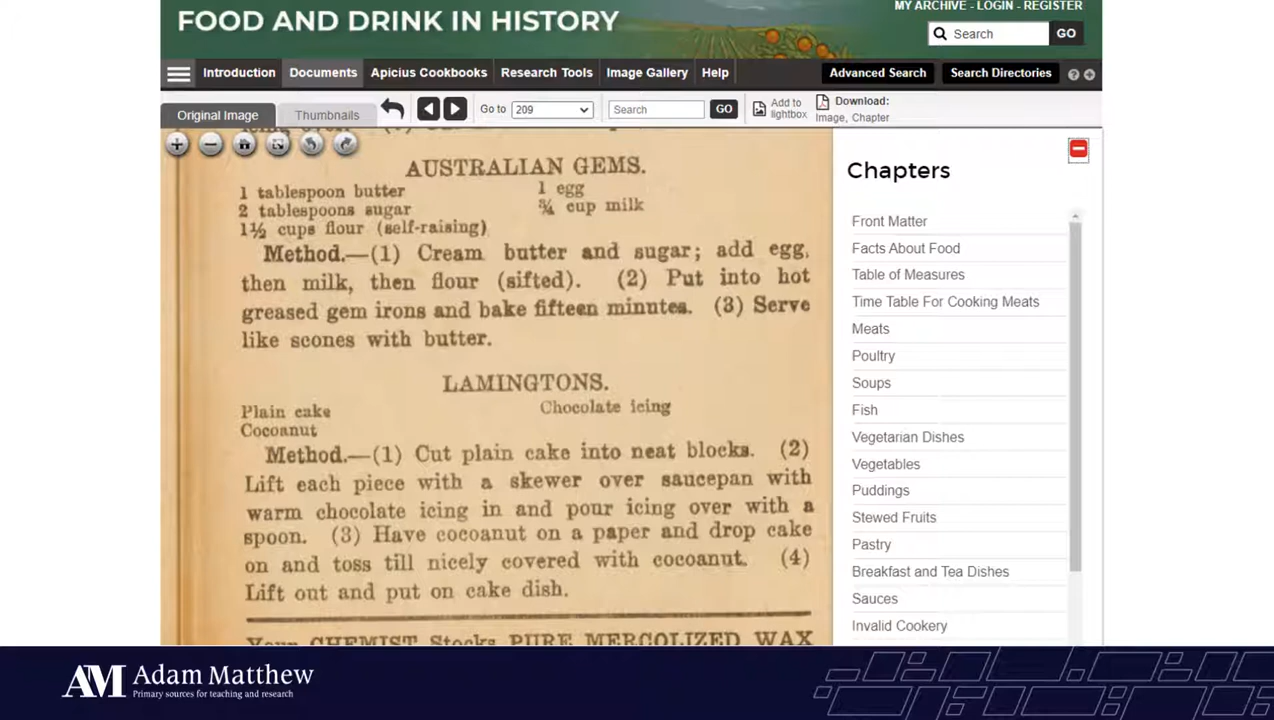 FOOD AND DRINK IN HISTORY
MY ARCHIVE - LOGIN - REGISTER
Search GO
Introduction Documents Apicius Cookbooks Research Tools Image Gallery Help Advanced Search Search Directories
Original Image Thumbnails Go to 209 Search GO Add to lightbox Download: Image, Chapter
AUSTRALIAN GEMS.
1 tablespoon butter 1 egg
2 tablespoons sugar ¾ cup milk
1½ cups flour (self-raising)
Method.—(1) Cream butter and sugar; add egg,
then milk, then flour (sifted). (2) Put into hot
greased gem irons and bake fifteen minutes. (3) Serve
like scones with butter.
LAMINGTONS.
Plain cake Chocolate icing
Cocoanut
Method.—(1) Cut plain cake into neat blocks. (2)
Lift each piece with a skewer over saucepan with
warm chocolate icing in and pour icing over with a
spoon. (3) Have cocoanut on a paper and drop cake
on and toss till nicely covered with cocoanut. (4)
Lift out and put on cake dish.
Your CHEMIST Stocks PURE MERCOLIZED WAX
Chapters
Front Matter
Facts About Food
Table of Measures
Time Table For Cooking Meats
Meats
Poultry
Soups
Fish
Vegetarian Dishes
Vegetables
Puddings
Stewed Fruits
Pastry
Breakfast and Tea Dishes
Sauces
Invalid Cookery
AM Adam Matthew
Primary sources for teaching and research